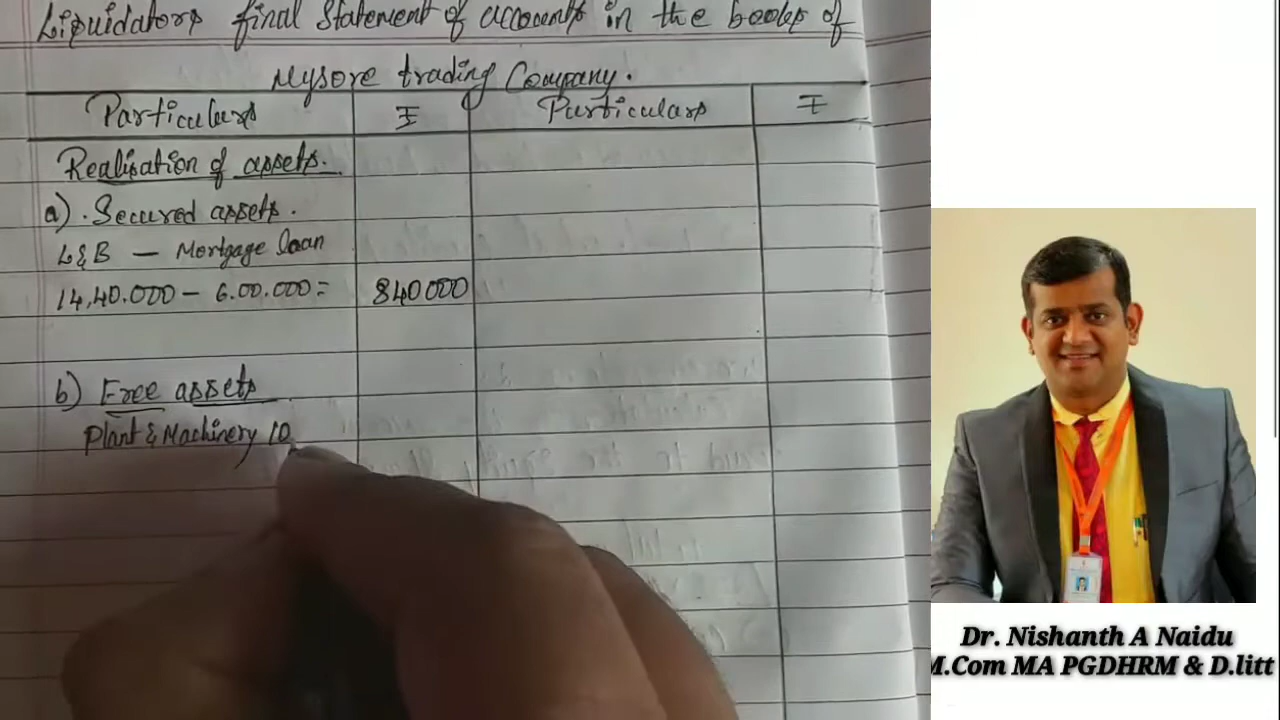 Liquidators final Statement of accounts in the books of
Mysore trading Company.
Particulars ₹ Particulars ₹
Realisation of assets.
a). Secured assets.
L&B — Mortgage loan
14,40.000 — 6.00.000 = 840000
b) Free assets
Plant & Machinery 10
Dr. Nishanth A Naidu
M.Com MA PGDHRM & D.litt